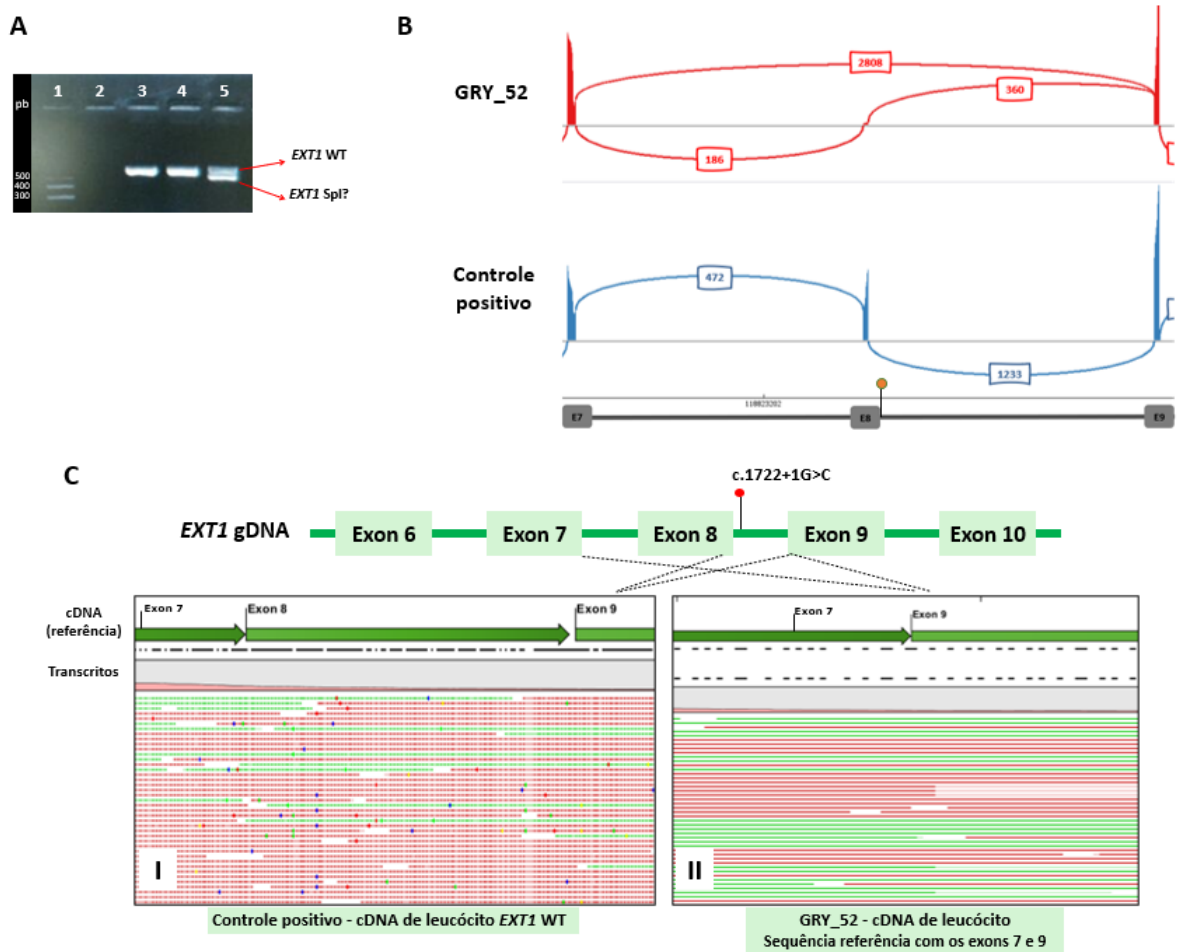 A
pb 1 2 3 4 5
500
400
300
EXT1 WT
EXT1 Spl?
B
GRY_52
2808
360
186
Controle
positivo
472
1233
E7 E8 E9
C
c.1722+1G>C
EXT1 gDNA Exon 6 Exon 7 Exon 8 Exon 9 Exon 10
cDNA
(referência)
Transcritos
Exon 7 Exon 8 Exon 9
I
Controle positivo - cDNA de leucócito EXT1 WT
Exon 7 Exon 9
II
GRY_52 - cDNA de leucócito
Sequência referência com os exons 7 e 9